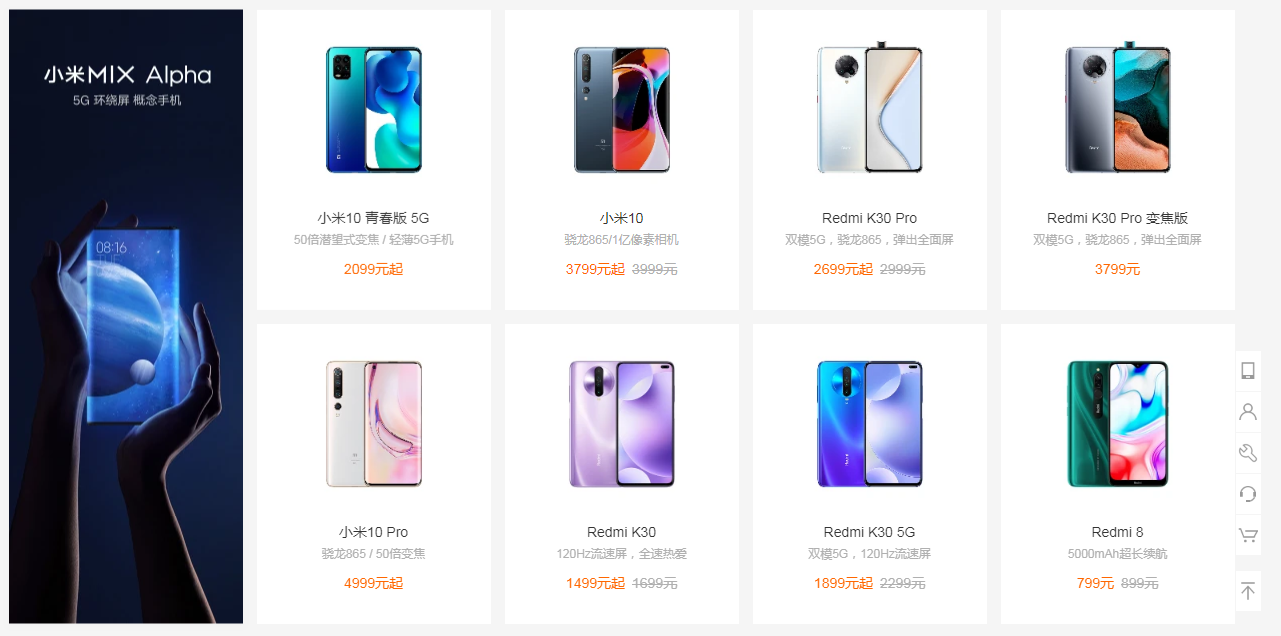 小米MIX Alpha
5G 环绕屏 概念手机
08:16
TUE
小米10 青春版 5G
50倍潜望式变焦 / 轻薄5G手机
2099元起
小米10
骁龙865/1亿像素相机
3799元起 3999元
Redmi K30 Pro
双模5G，骁龙865，弹出全面屏
2699元起 2999元
Redmi K30 Pro 变焦版
双模5G，骁龙865，弹出全面屏
3799元
小米10 Pro
骁龙865 / 50倍变焦
4999元起
Redmi K30
120Hz流速屏，全速热爱
1499元起 1699元
Redmi K30 5G
双模5G，120Hz流速屏
1899元起 2299元
Redmi 8
5000mAh超长续航
799元 899元